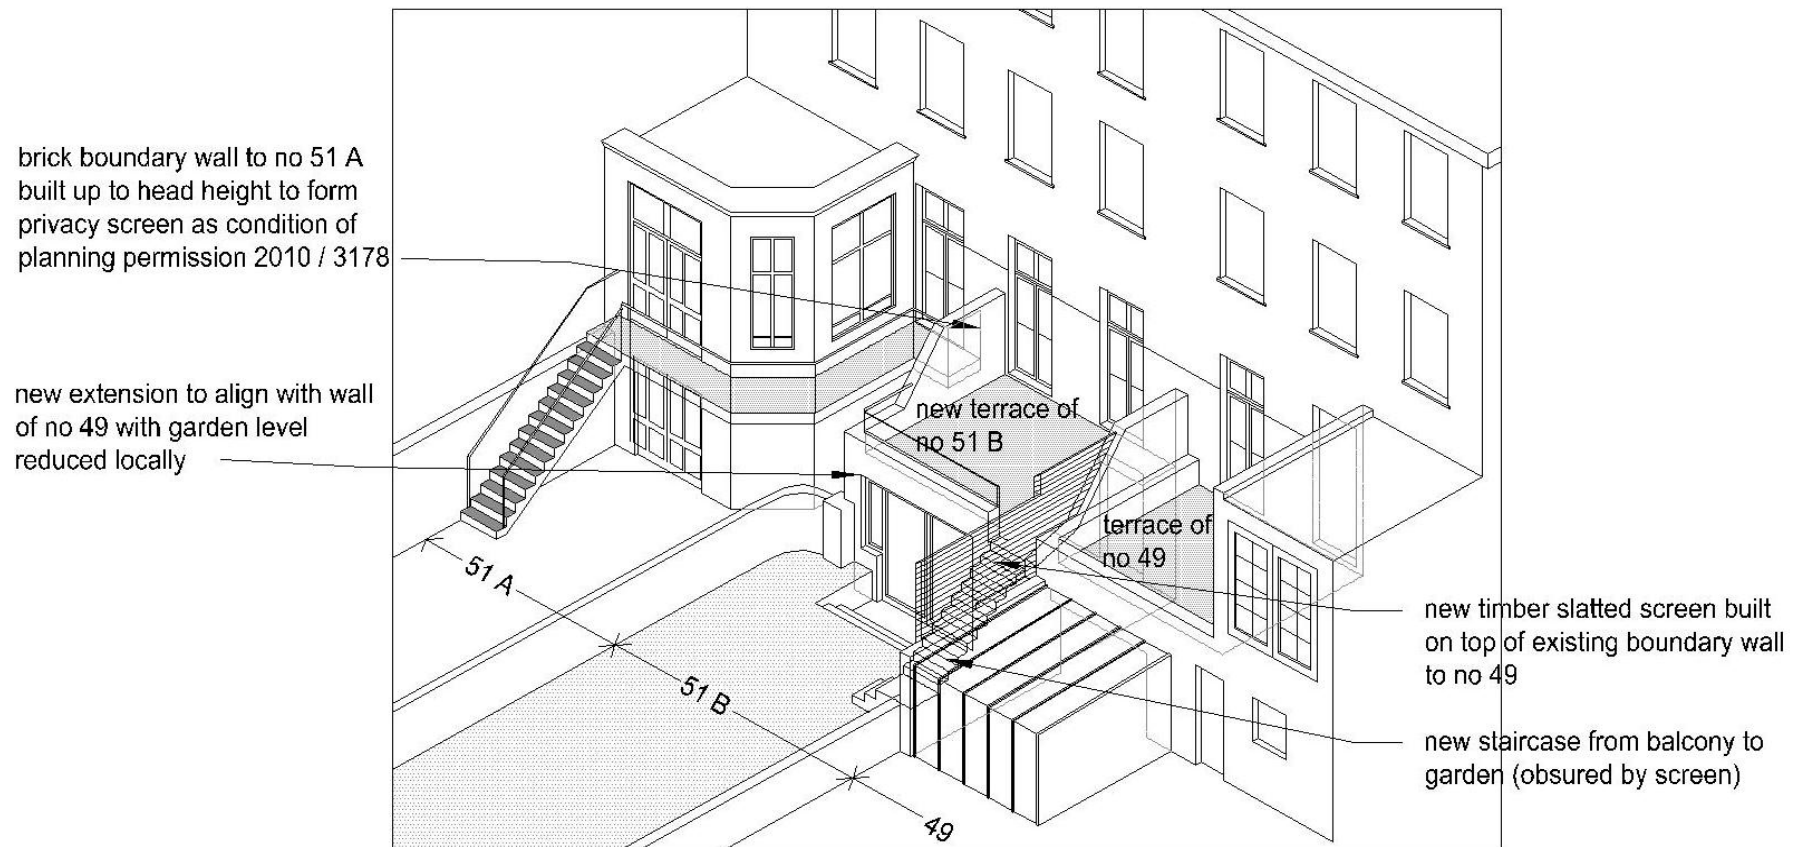 brick boundary wall to no 51 A
built up to head height to form
privacy screen as condition of
planning permission 2010 / 3178
new extension to align with wall
of no 49 with garden level
reduced locally
new terrace of
no 51 B
terrace of
no 49
51 A
51 B
49
new timber slatted screen built
on top of existing boundary wall
to no 49
new staircase from balcony to
garden (obsured by screen)